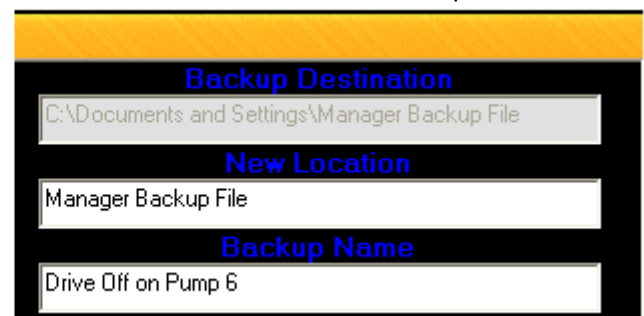 Backup Destination
C:\Documents and Settings\Manager Backup File
New Location
Manager Backup File
Backup Name
Drive Off on Pump 6